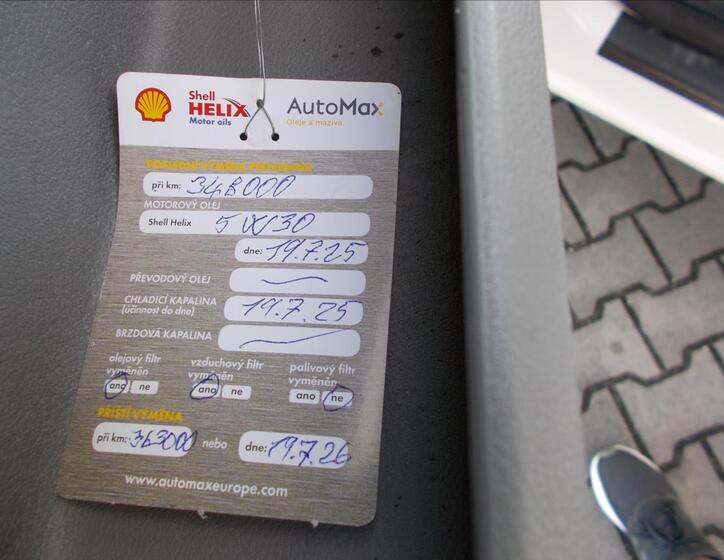 Shell
HELIX
Motor oils
AutoMax
Oleje a maziva
POSLEDNÍ VÝMĚNA PROVEDENA
při km: 348000
MOTOROVÝ OLEJ
Shell Helix 5W30
dne: 19.7.25
PŘEVODOVÝ OLEJ
CHLADICÍ KAPALINA
(účinnost do dne) 19.7.25
BRZDOVÁ KAPALINA
olejový filtr vyměněn vzduchový filtr vyměněn palivový filtr vyměněn
ano ne ano ne ano ne
PŘÍŠTÍ VÝMĚNA
při km: 363000 nebo dne: 19.7.26
www.automaxeurope.com